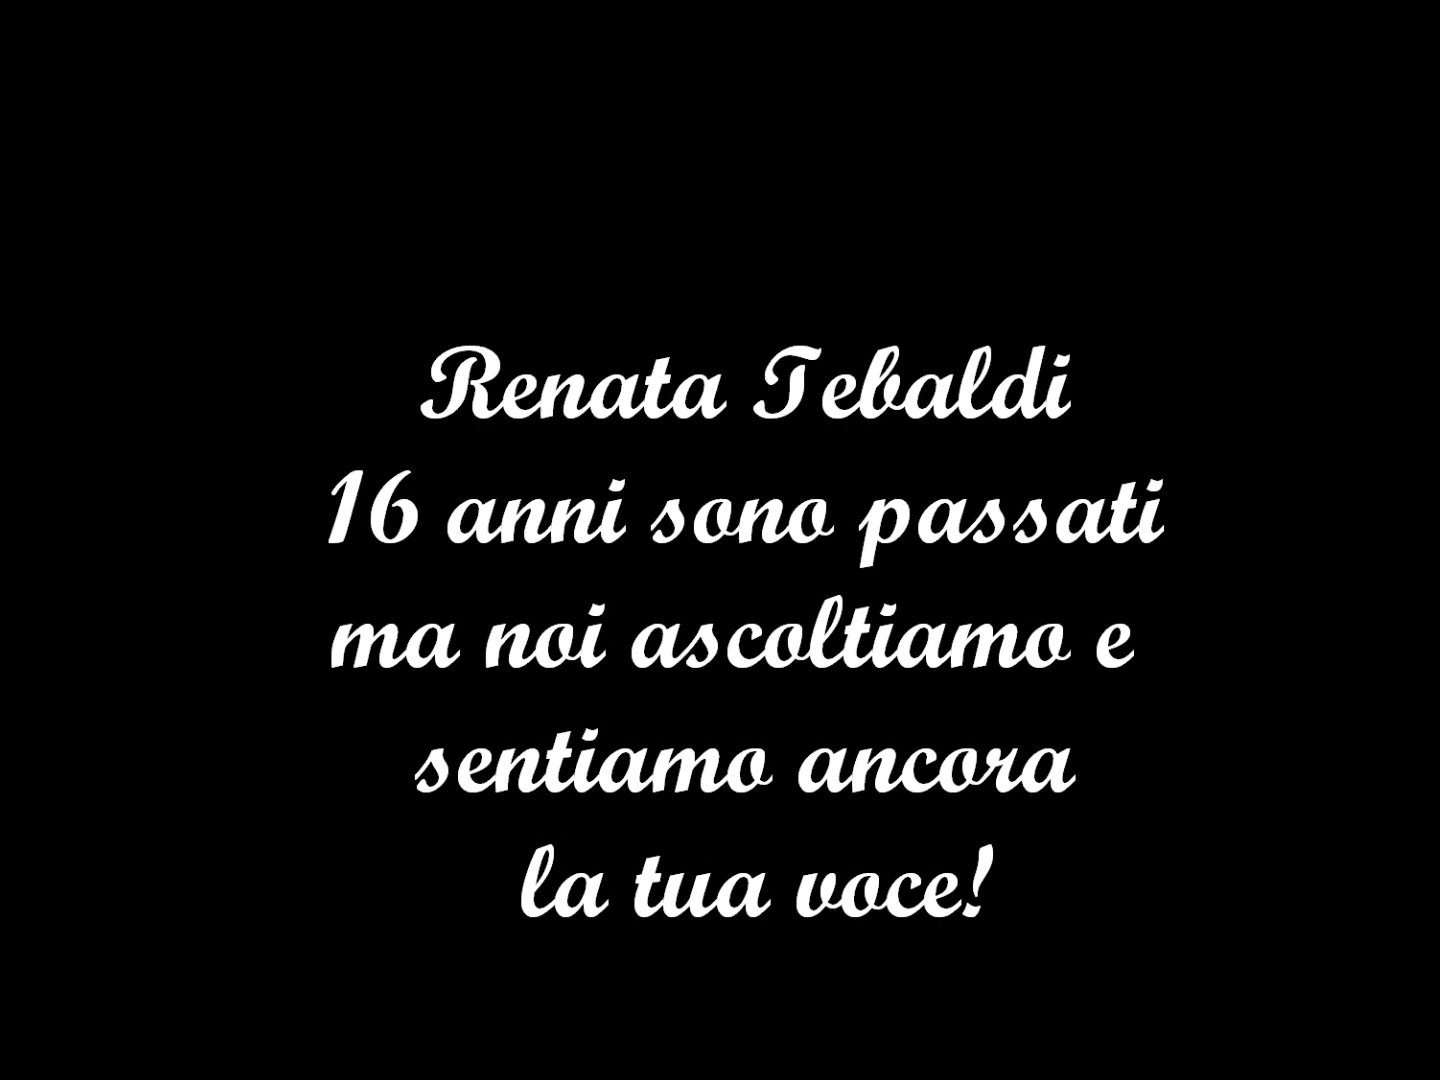 Renata Tebaldi
16 anni sono passati
ma noi ascoltiamo e
sentiamo ancora
la tua voce!